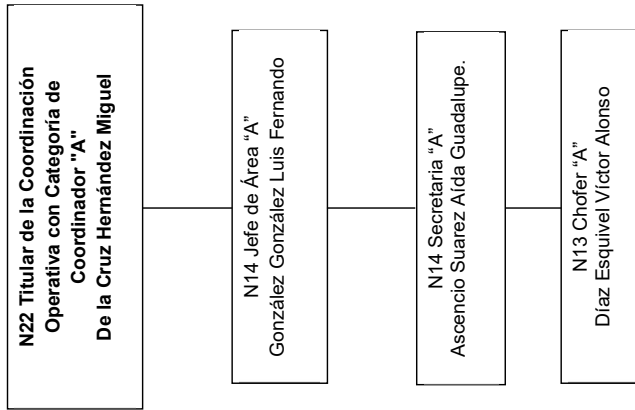 N22 Titular de la Coordinación
Operativa con Categoría de
Coordinador "A"
De la Cruz Hernández Miguel
N14 Jefe de Área “A”
González González Luis Fernando
N14 Secretaria “A”
Ascencio Suarez Aída Guadalupe.
N13 Chofer “A”
Díaz Esquivel Víctor Alonso